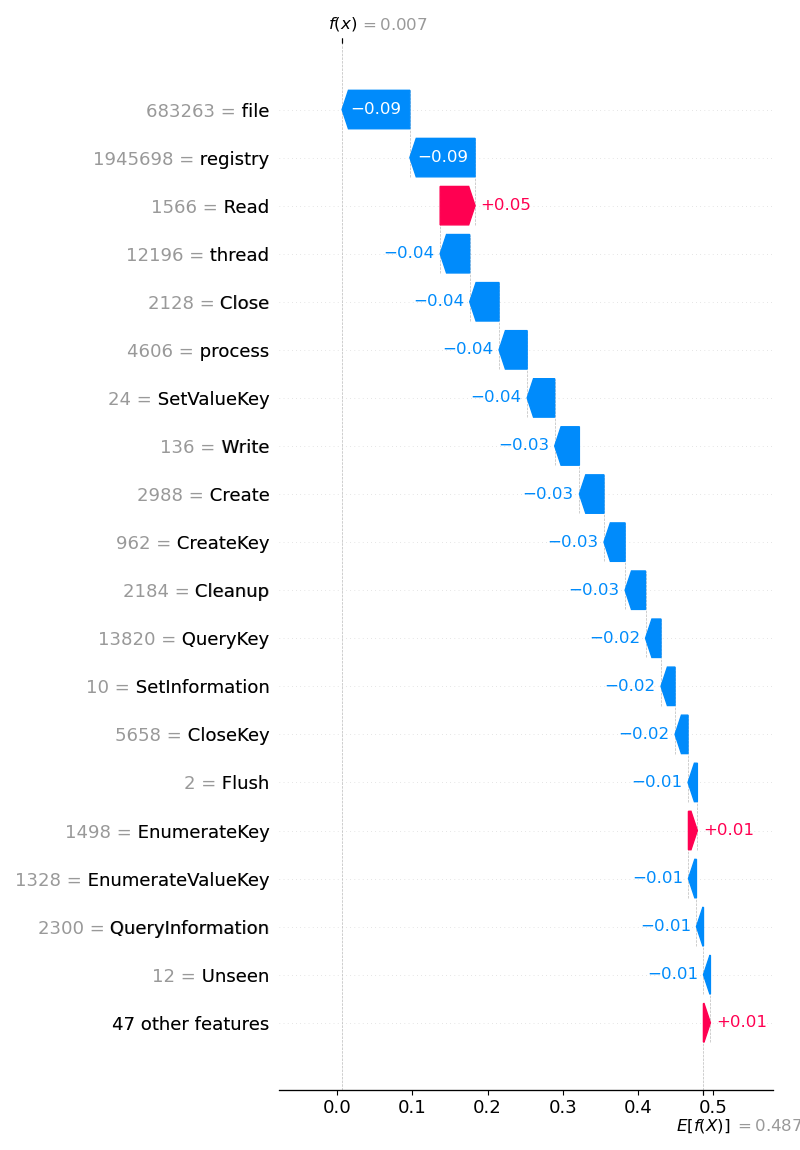 f(x) = 0.007
683263 = file −0.09
1945698 = registry −0.09
1566 = Read +0.05
12196 = thread −0.04
2128 = Close −0.04
4606 = process −0.04
24 = SetValueKey −0.04
136 = Write −0.03
2988 = Create −0.03
962 = CreateKey −0.03
2184 = Cleanup −0.03
13820 = QueryKey −0.02
10 = SetInformation −0.02
5658 = CloseKey −0.02
2 = Flush −0.01
1498 = EnumerateKey +0.01
1328 = EnumerateValueKey −0.01
2300 = QueryInformation −0.01
12 = Unseen −0.01
47 other features +0.01
0.0 0.1 0.2 0.3 0.4 0.5
E[f(X)] = 0.487